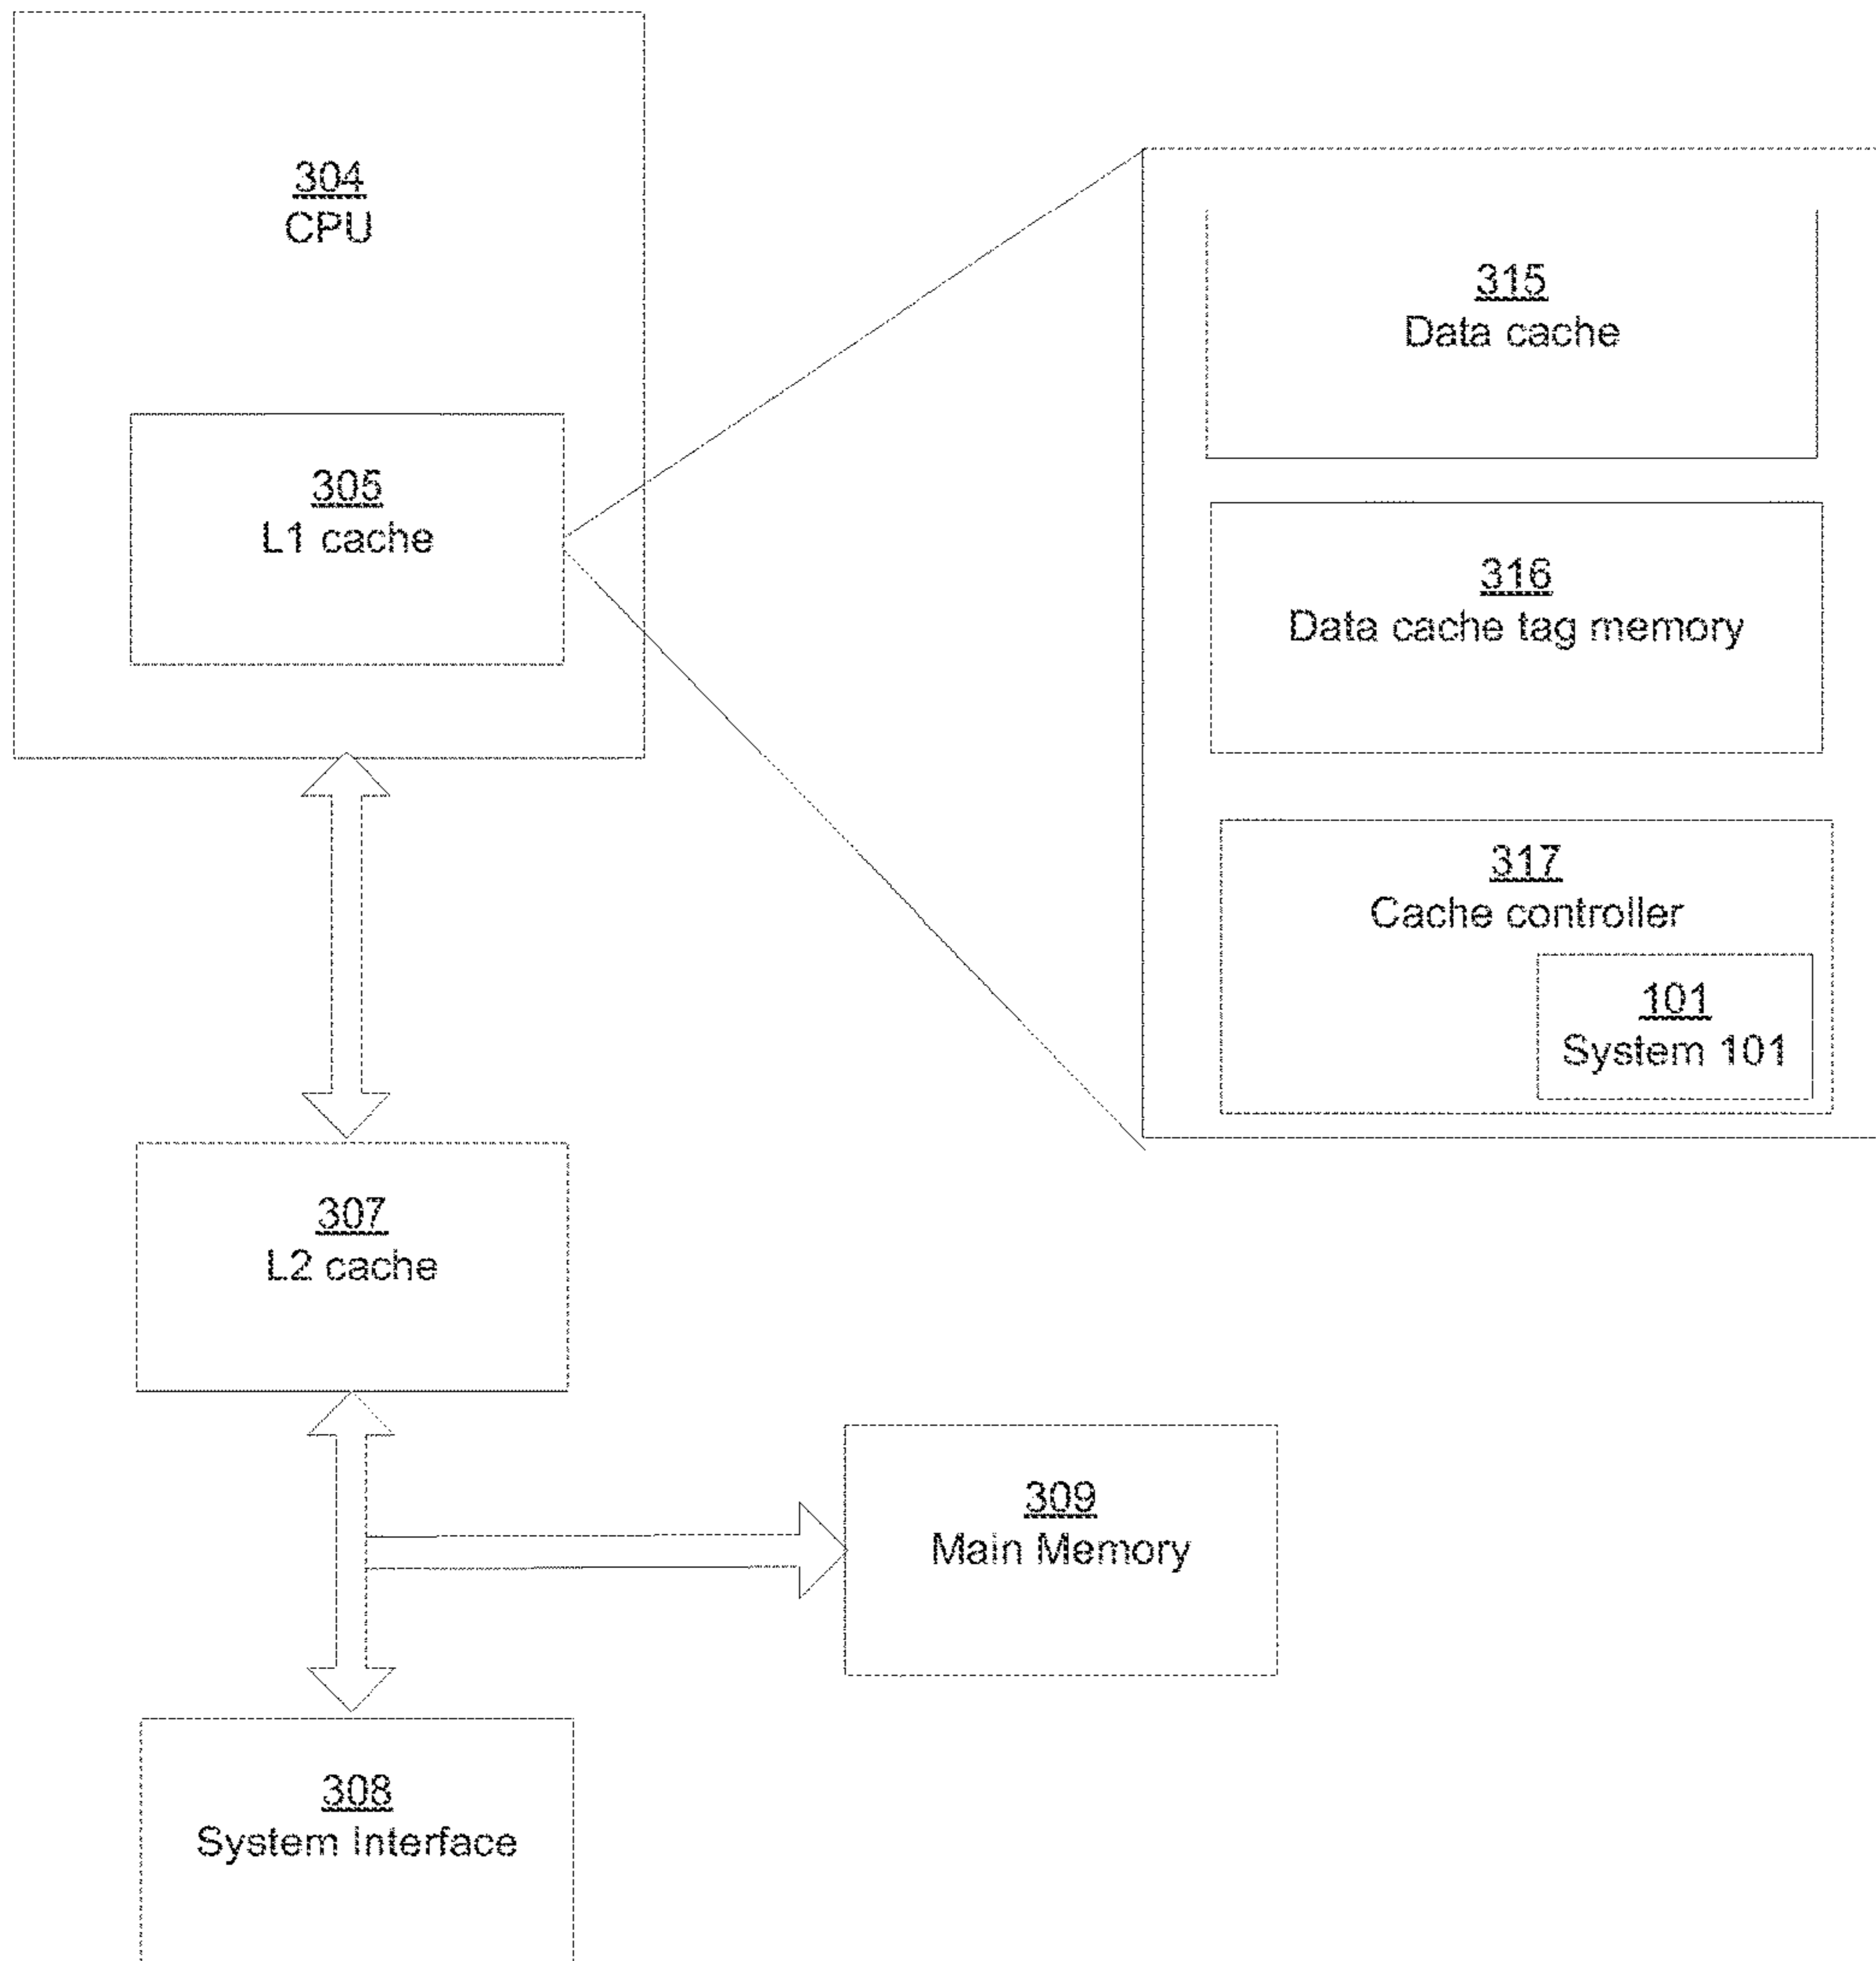 304
CPU
305
L1 cache
315
Data cache
316
Data cache tag memory
317
Cache controller
101
System 101
307
L2 cache
309
Main Memory
308
System Interface